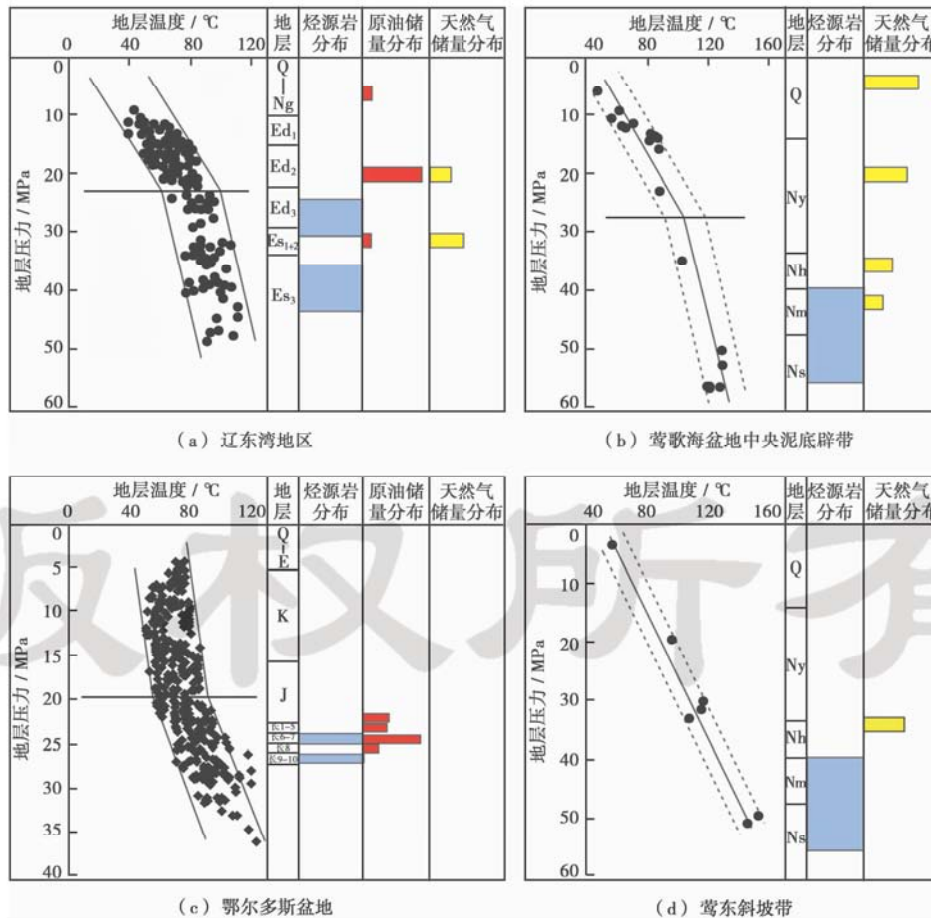 地层温度 / ℃
0 40 80 120
地层
烃源岩分布
原油储量分布
天然气储量分布
地层压力 / MPa
0
10
20
30
40
50
60
Q
Ng
Ed₁
Ed₂
Ed₃
Es₁₊₂
Es₃
(a) 辽东湾地区
地层温度 / ℃
40 80 120 160
地层
烃源岩分布
天然气储量分布
地层压力 / MPa
0
10
20
30
40
50
60
Q
Ny
Nh
Nm
Ns
(b) 莺歌海盆地中央泥底辟带
地层温度 / ℃
0 40 80 120
地层
烃源岩分布
原油储量分布
天然气储量分布
地层压力 / MPa
0
5
10
15
20
25
30
35
40
Q
E
K
J
长6-7
长8
长9-10
(c) 鄂尔多斯盆地
地层温度 / ℃
40 80 120 160
地层
烃源岩分布
天然气储量分布
地层压力 / MPa
0
10
20
30
40
50
60
Q
Ny
Nh
Nm
Ns
(d) 莺东斜坡带
版权所有